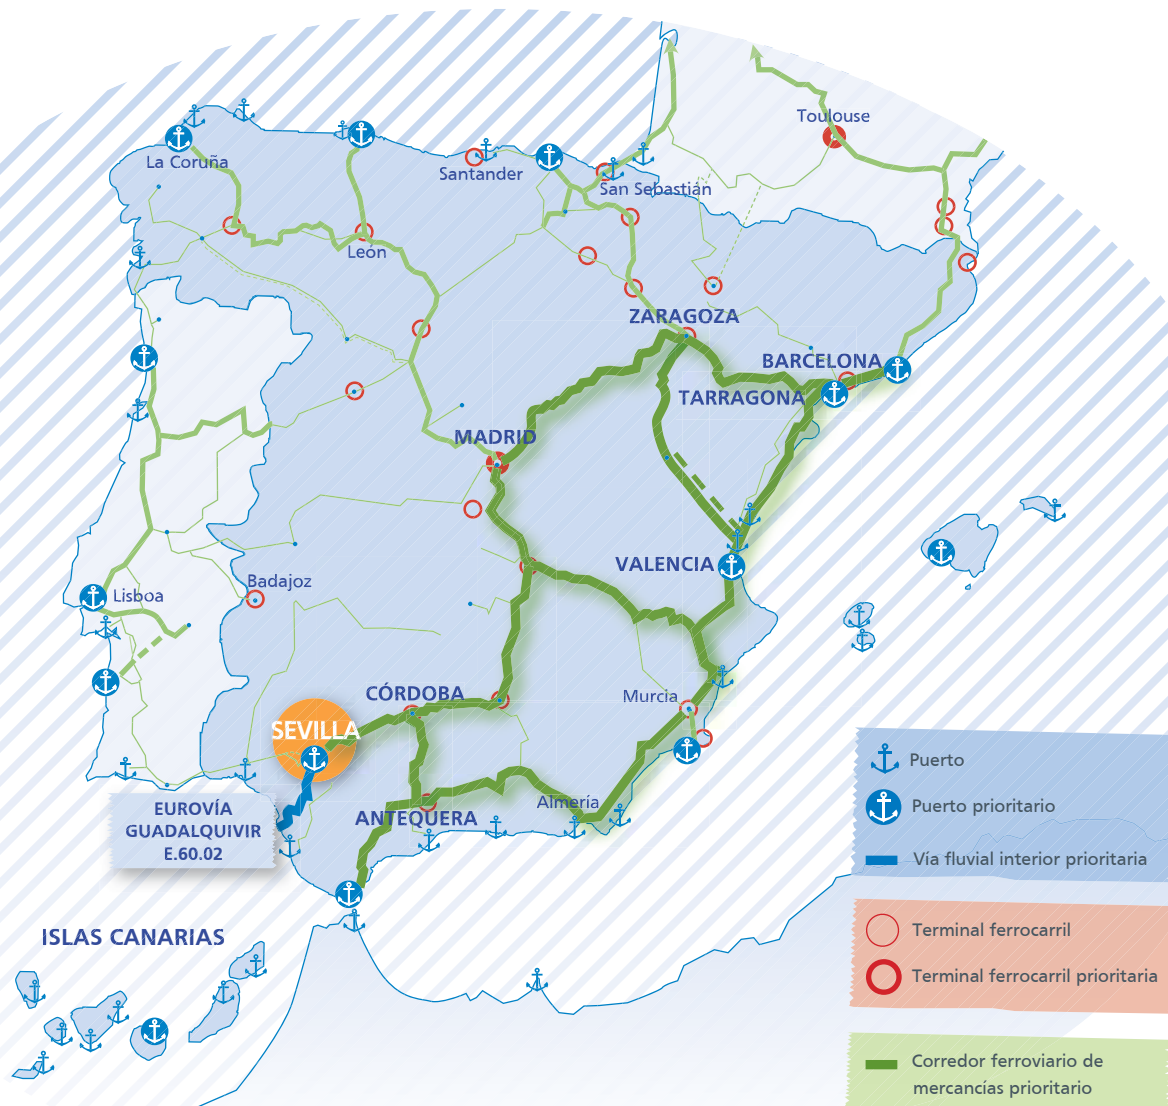 Toulouse
La Coruña
Santander
San Sebastián
León
ZARAGOZA
BARCELONA
TARRAGONA
MADRID
VALENCIA
Badajoz
Lisboa
CÓRDOBA
Murcia
SEVILLA
Puerto
EUROVÍA
GUADALQUIVIR
E.60.02
Almería
ANTEQUERA
Puerto prioritario
Vía fluvial interior prioritaria
ISLAS CANARIAS
Terminal ferrocarril
Terminal ferrocarril prioritaria
Corredor ferroviario de
mercancías prioritario